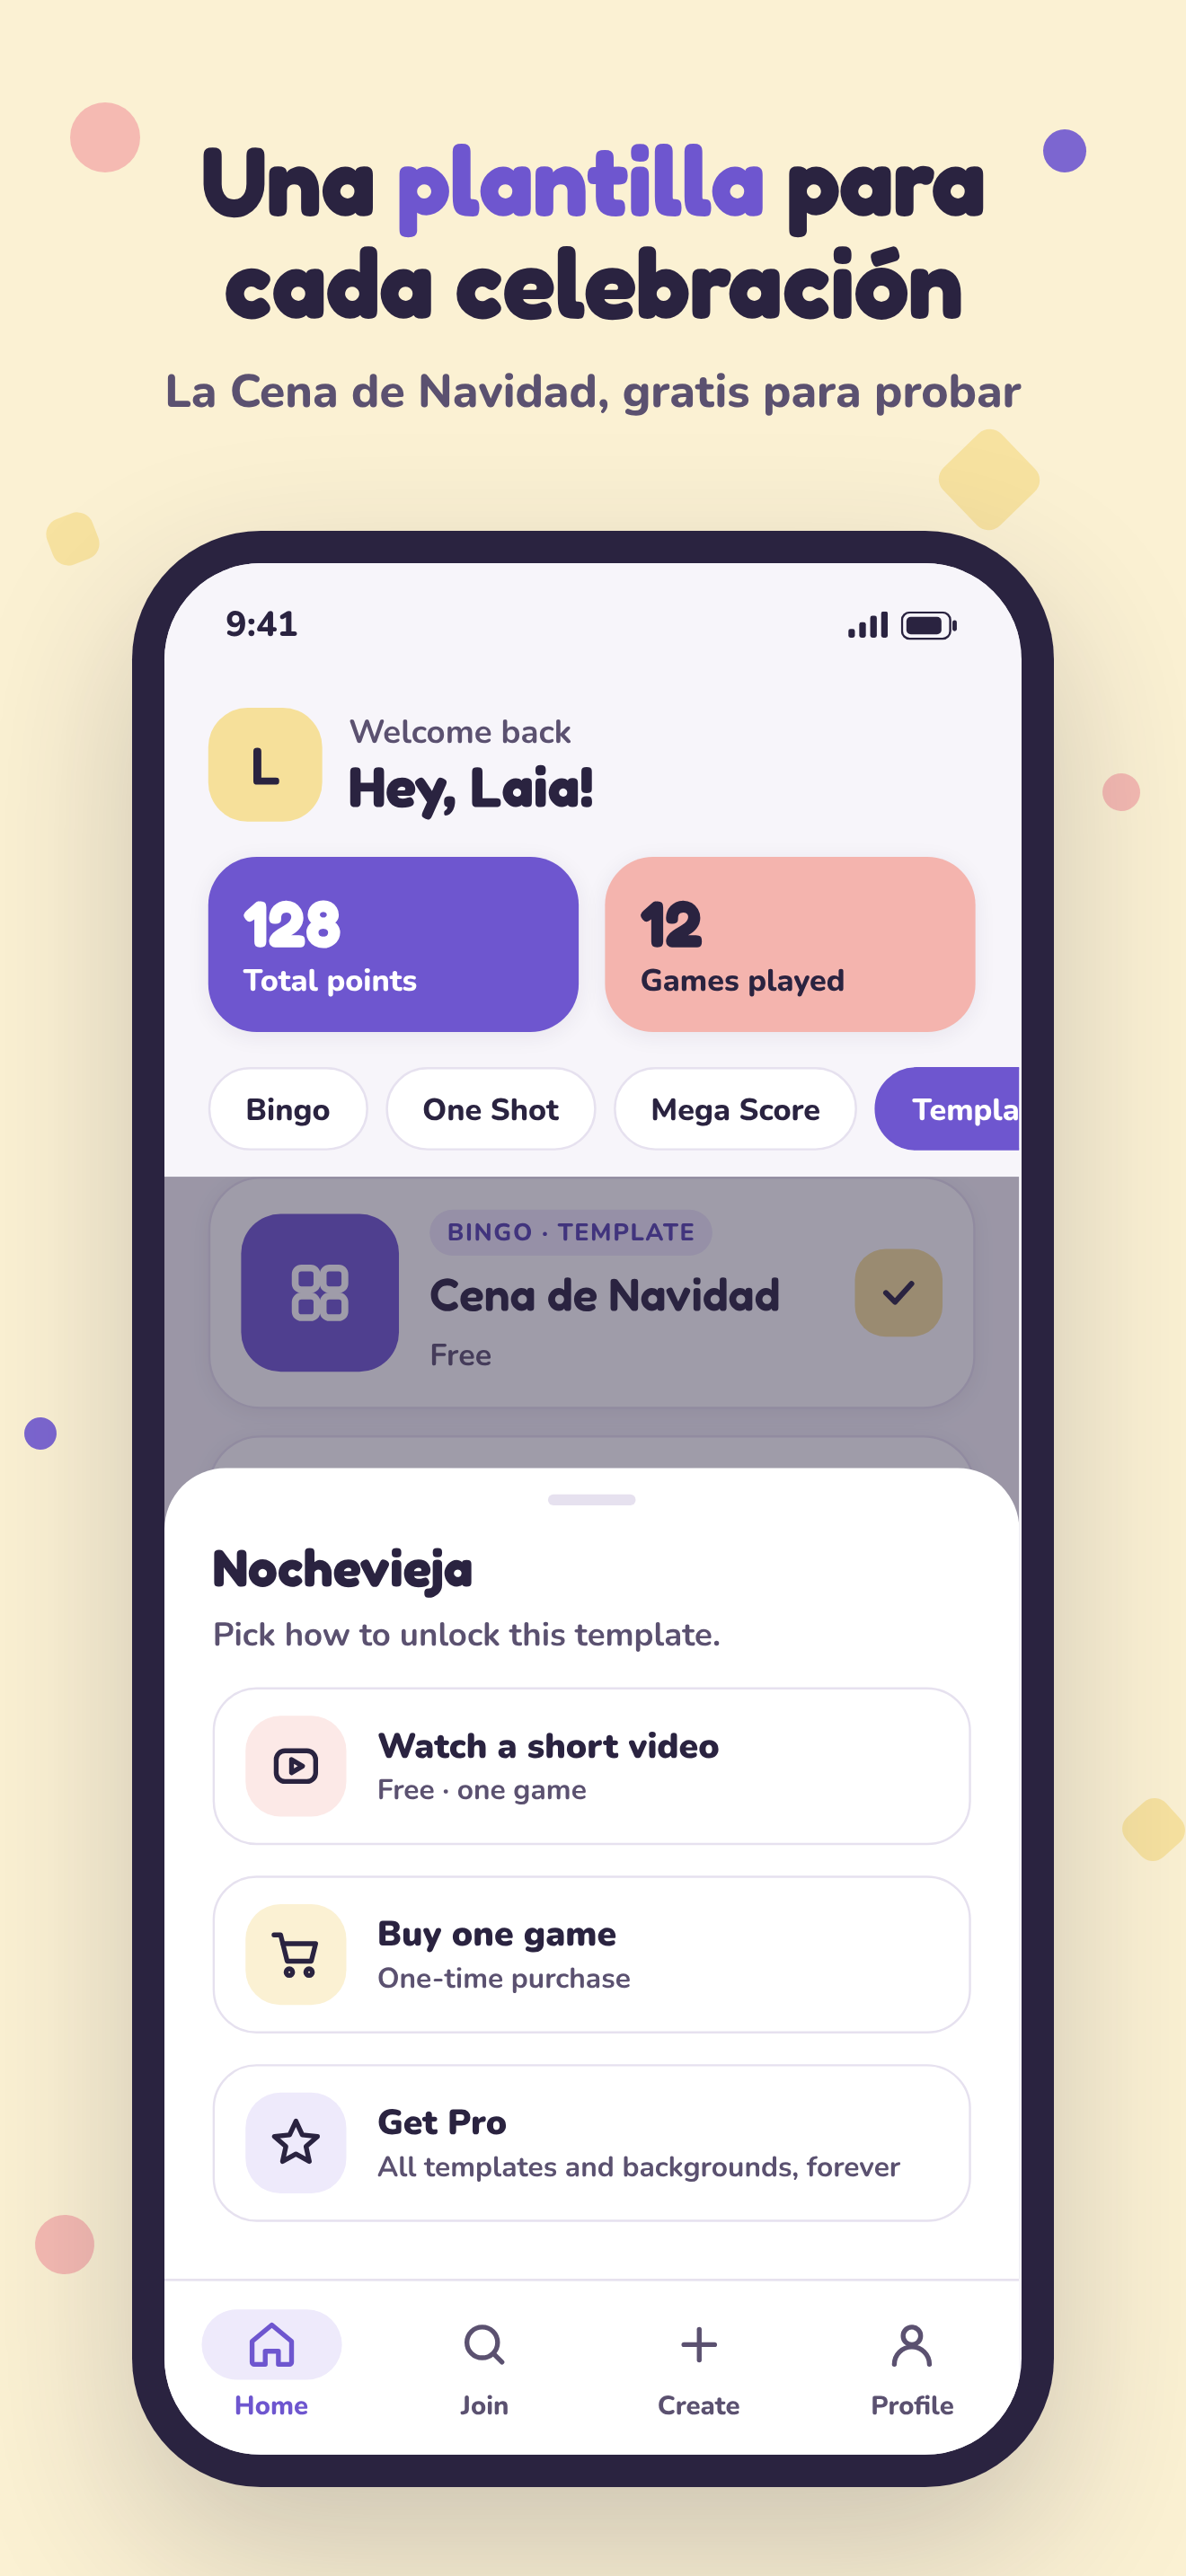 Una plantilla para
cada celebración
La Cena de Navidad, gratis para probar
9:41
L
Welcome back
Hey, Laia!
128
Total points
12
Games played
Bingo
One Shot
Mega Score
Templa
BINGO · TEMPLATE
Cena de Navidad
Free
Nochevieja
Pick how to unlock this template.
Watch a short video
Free · one game
Buy one game
One-time purchase
Get Pro
All templates and backgrounds, forever
Home
Join
Create
Profile